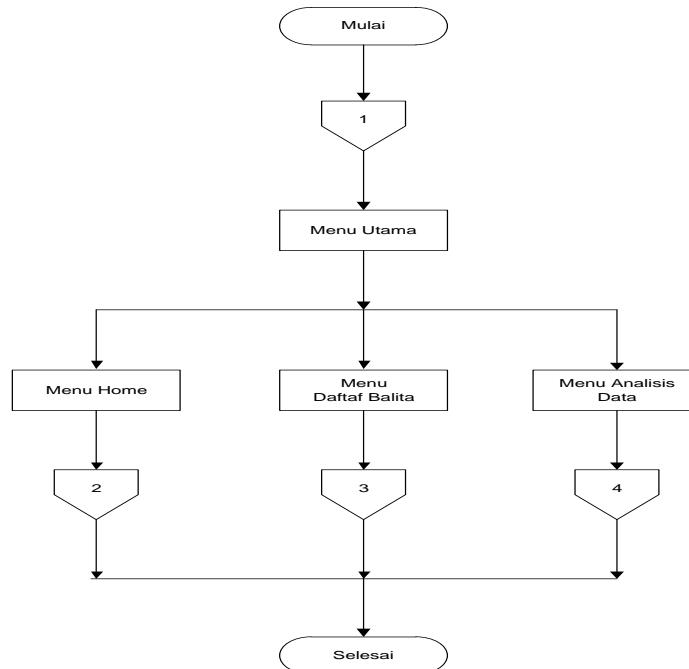 Mulai
1
Menu Utama
Menu Home
Menu
Daftaf Balita
Menu Analisis
Data
2
3
4
Selesai